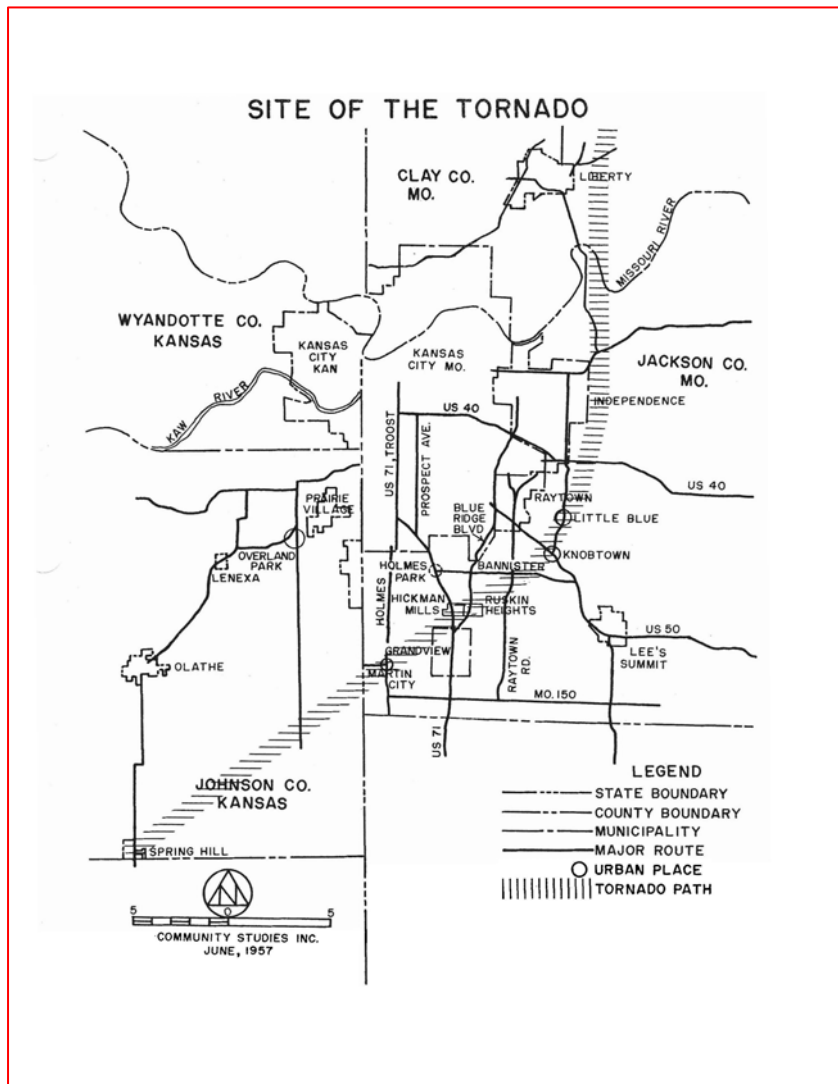 SITE OF THE TORNADO
CLAY CO.
MO.
LIBERTY
MISSOURI RIVER
WYANDOTTE CO.
KANSAS
KANSAS
CITY
KAN
KANSAS
CITY MO.
JACKSON CO.
MO.
KAW RIVER
INDEPENDENCE
US 40
US 71, TROOST
PROSPECT AVE.
US 40
PRAIRIE
VILLAGE
BLUE
RIDGE
BLVD
RAYTOWN
LITTLE BLUE
OVERLAND
PARK
KNOBTOWN
LENEXA
HOLMES
PARK
BANNISTER
HICKMAN
MILLS
RUSKIN
HEIGHTS
HOLMES
US 50
OLATHE
GRANDVIEW
MARTIN
CITY
RAYTOWN
RD.
LEE'S
SUMMIT
MO. 150
US 71
JOHNSON CO.
KANSAS
SPRING HILL
LEGEND
STATE BOUNDARY
COUNTY BOUNDARY
MUNICIPALITY
MAJOR ROUTE
URBAN PLACE
TORNADO PATH
N
5 0 5
COMMUNITY STUDIES INC.
JUNE, 1957